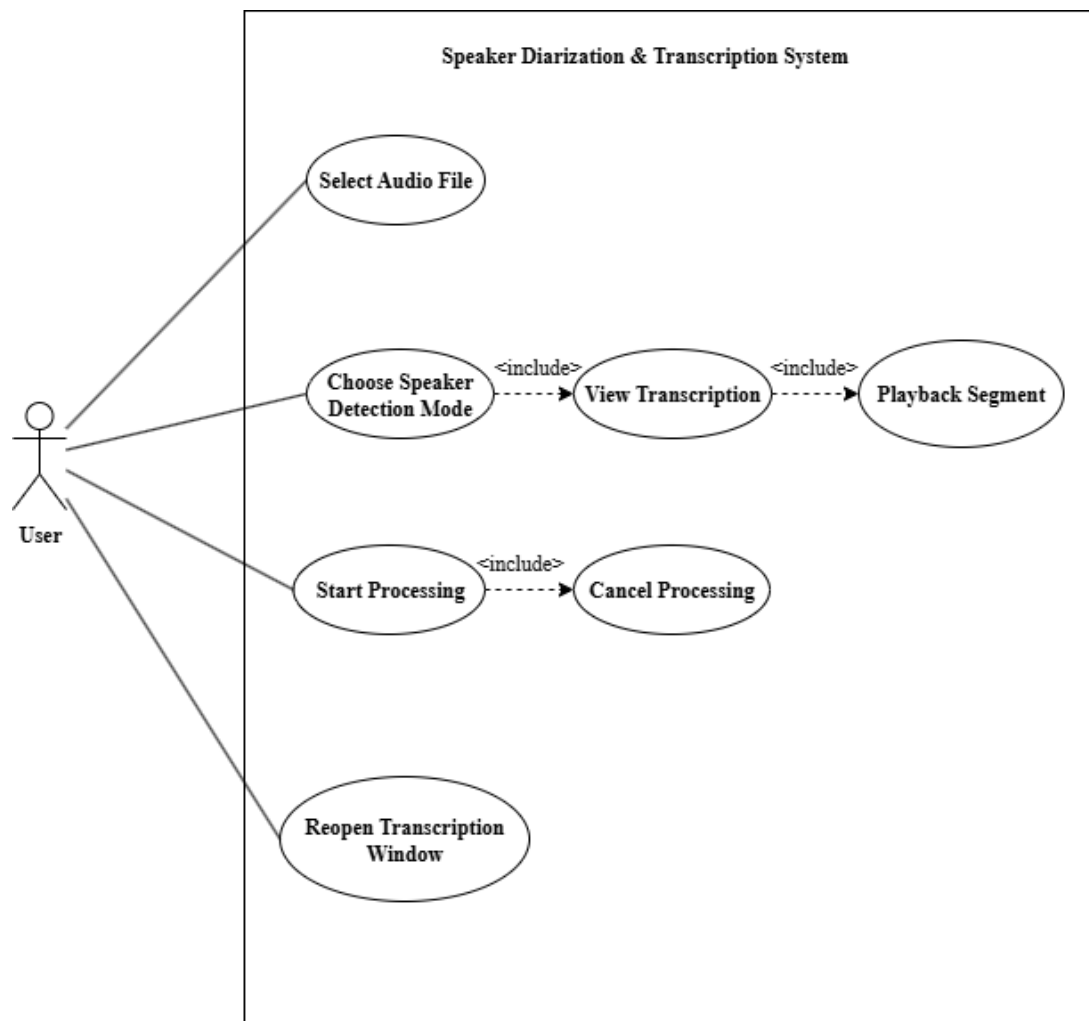 Speaker Diarization & Transcription System
Select Audio File
Choose Speaker
Detection Mode
<include>
View Transcription
<include>
Playback Segment
User
Start Processing
<include>
Cancel Processing
Reopen Transcription
Window